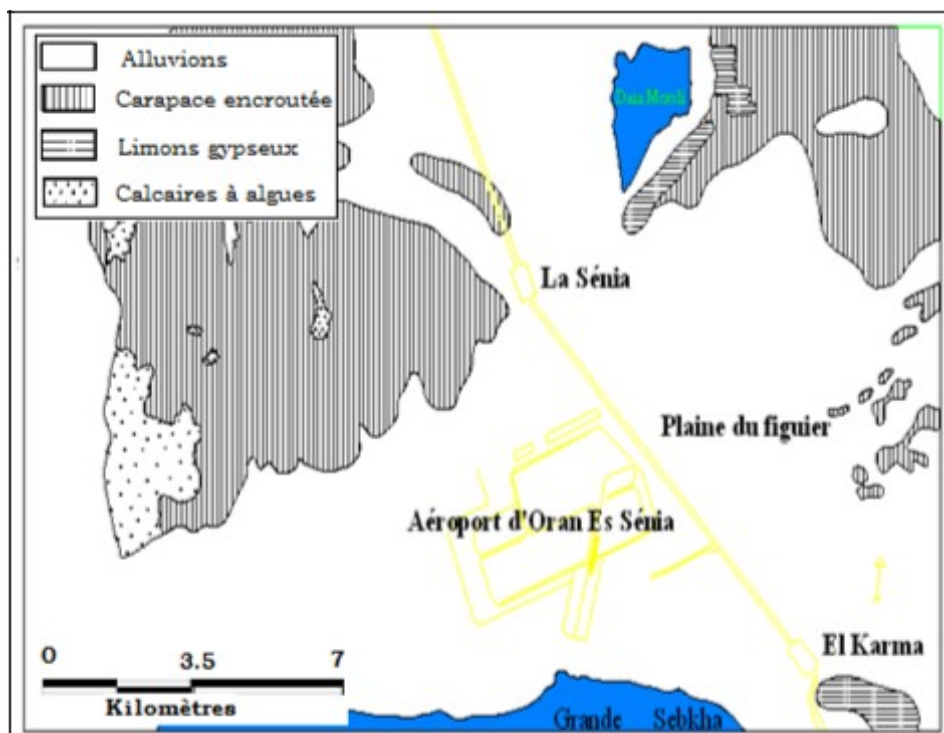 Alluvions
Carapace encroutée
Limons gypseux
Calcaires à algues
Daia Morsli
La Sénia
Plaine du figuier
Aéroport d'Oran Es Sénia
El Karma
0 3.5 7
Kilomètres
Grande Sebkha